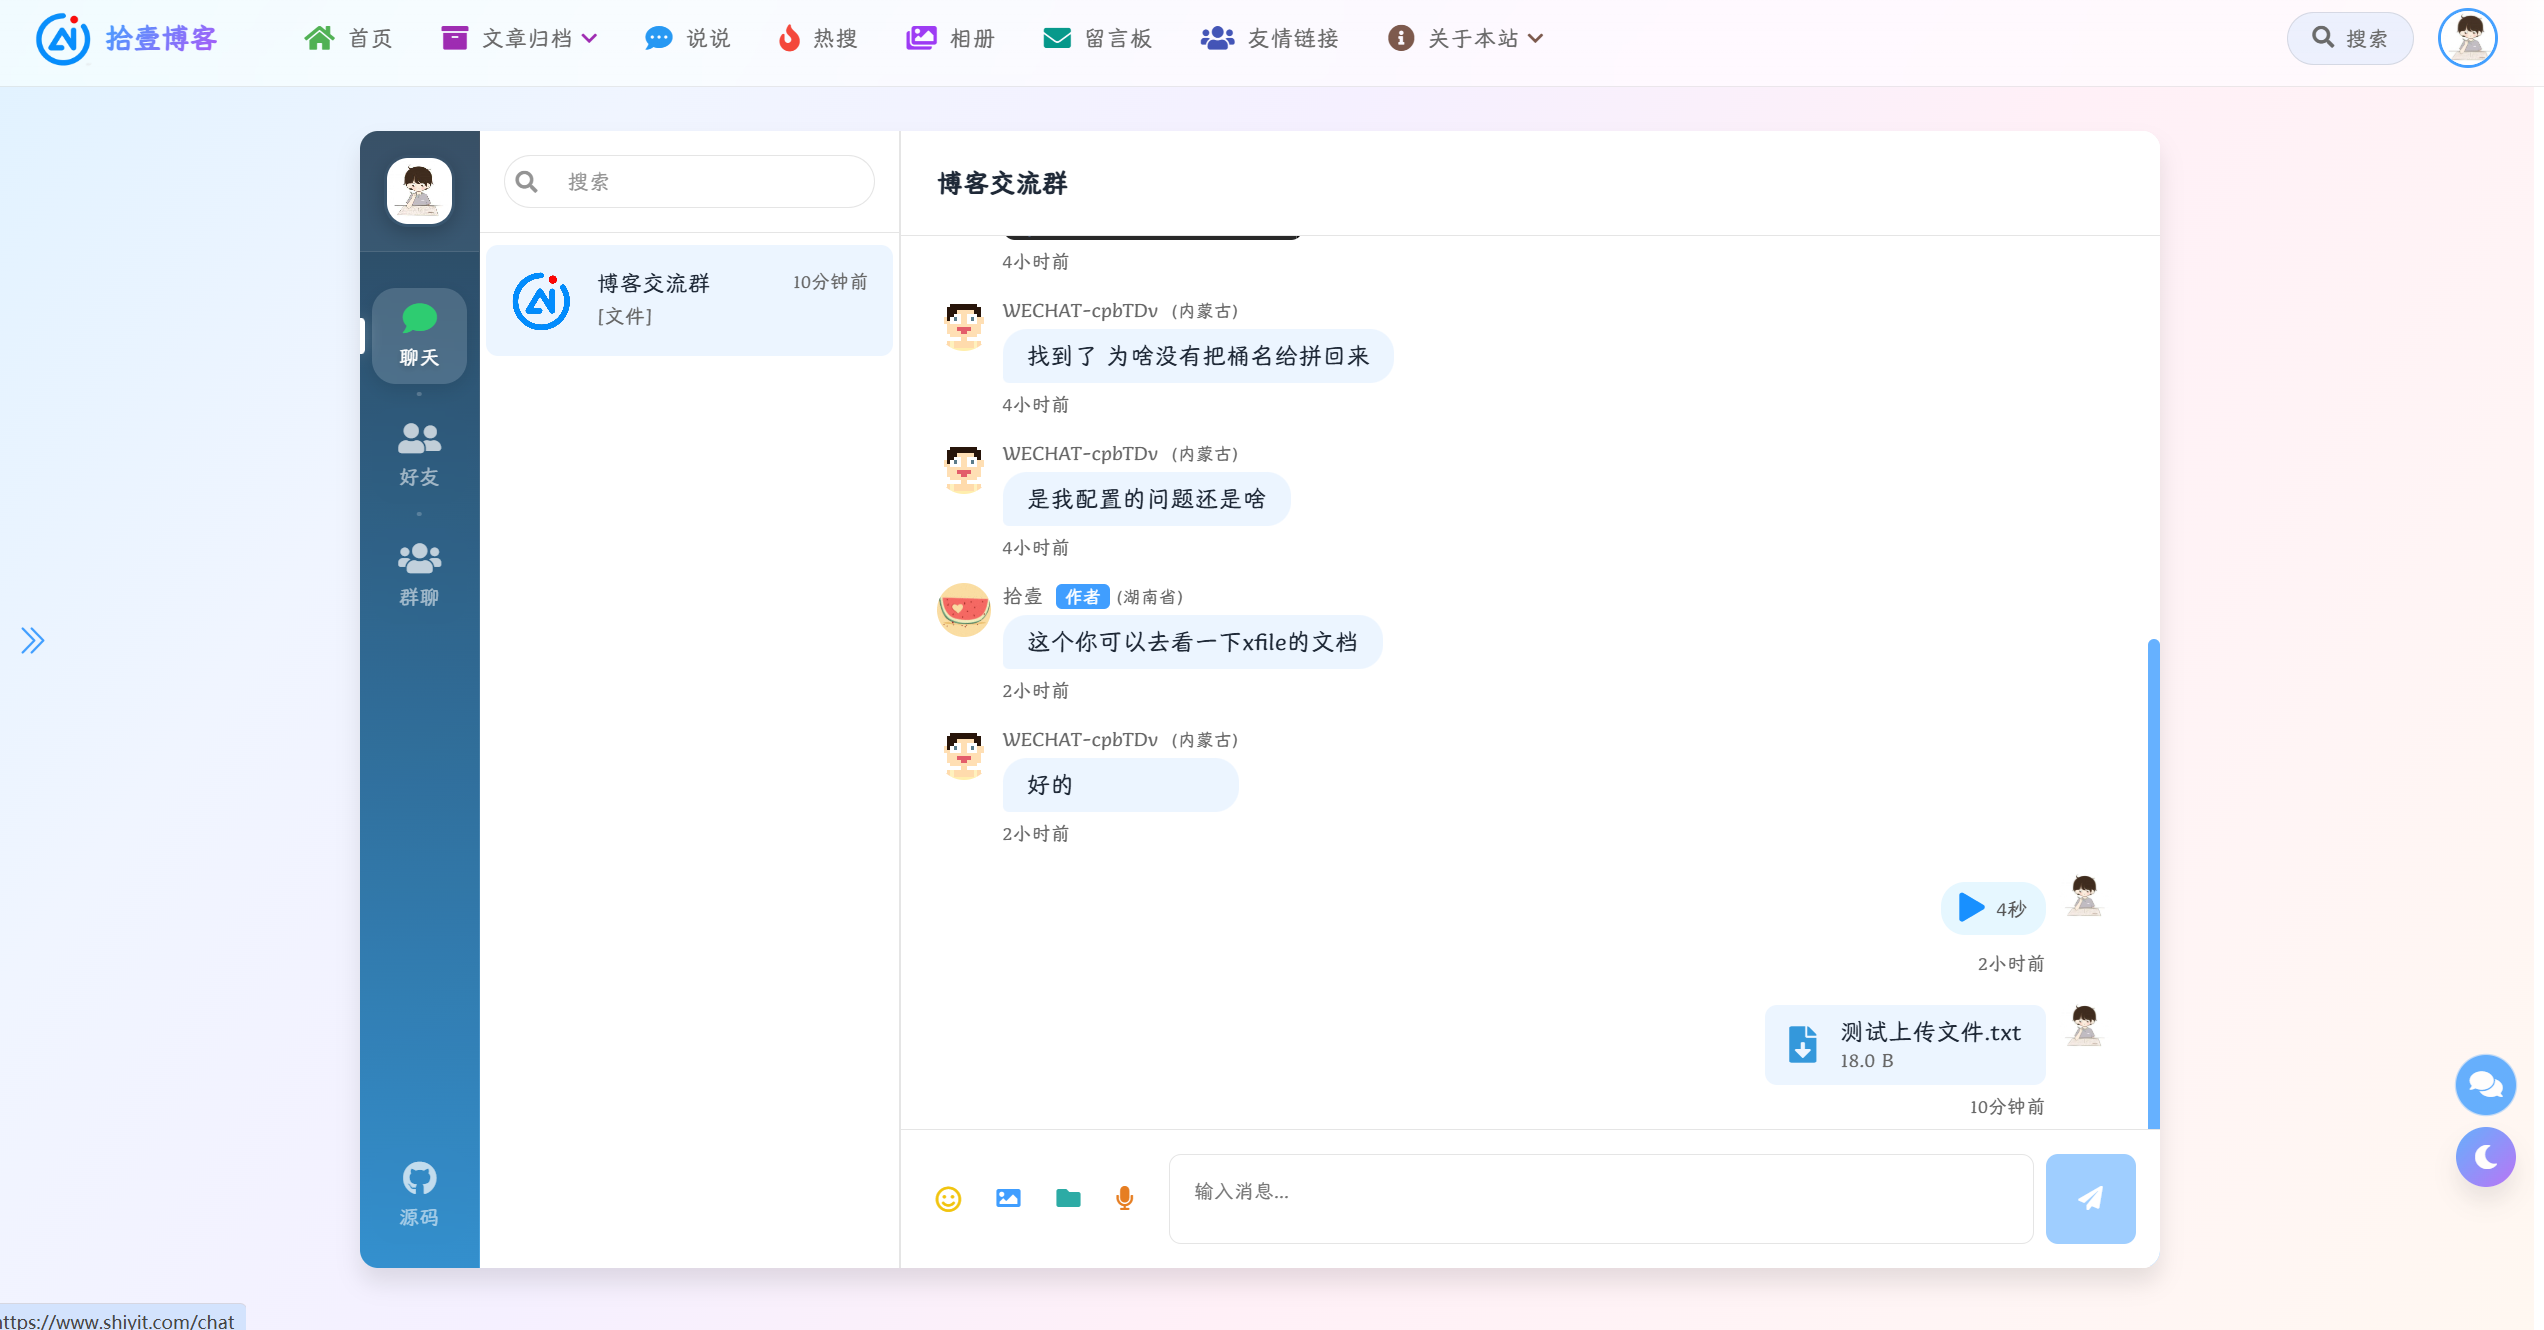 拾壹博客
首页
文章归档
说说
热搜
相册
留言板
友情链接
关于本站
搜索
聊天
好友
群聊
源码
搜索
博客交流群
10分钟前
[文件]
博客交流群
4小时前
WECHAT-cpbTDv (内蒙古)
找到了 为啥没有把桶名给拼回来
4小时前
WECHAT-cpbTDv (内蒙古)
是我配置的问题还是啥
4小时前
拾壹 作者 (湖南省)
这个你可以去看一下xfile的文档
2小时前
WECHAT-cpbTDv (内蒙古)
好的
2小时前
4秒
2小时前
测试上传文件.txt
18.0 B
10分钟前
输入消息...
ttps://www.shiyit.com/chat